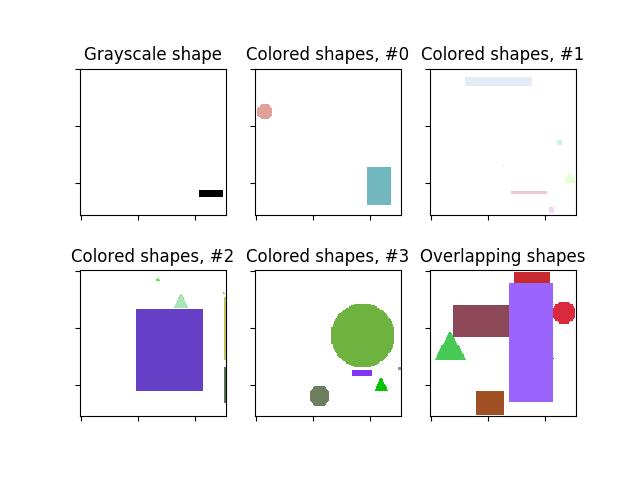 Grayscale shape
Colored shapes, #0
Colored shapes, #1
Colored shapes, #2
Colored shapes, #3
Overlapping shapes